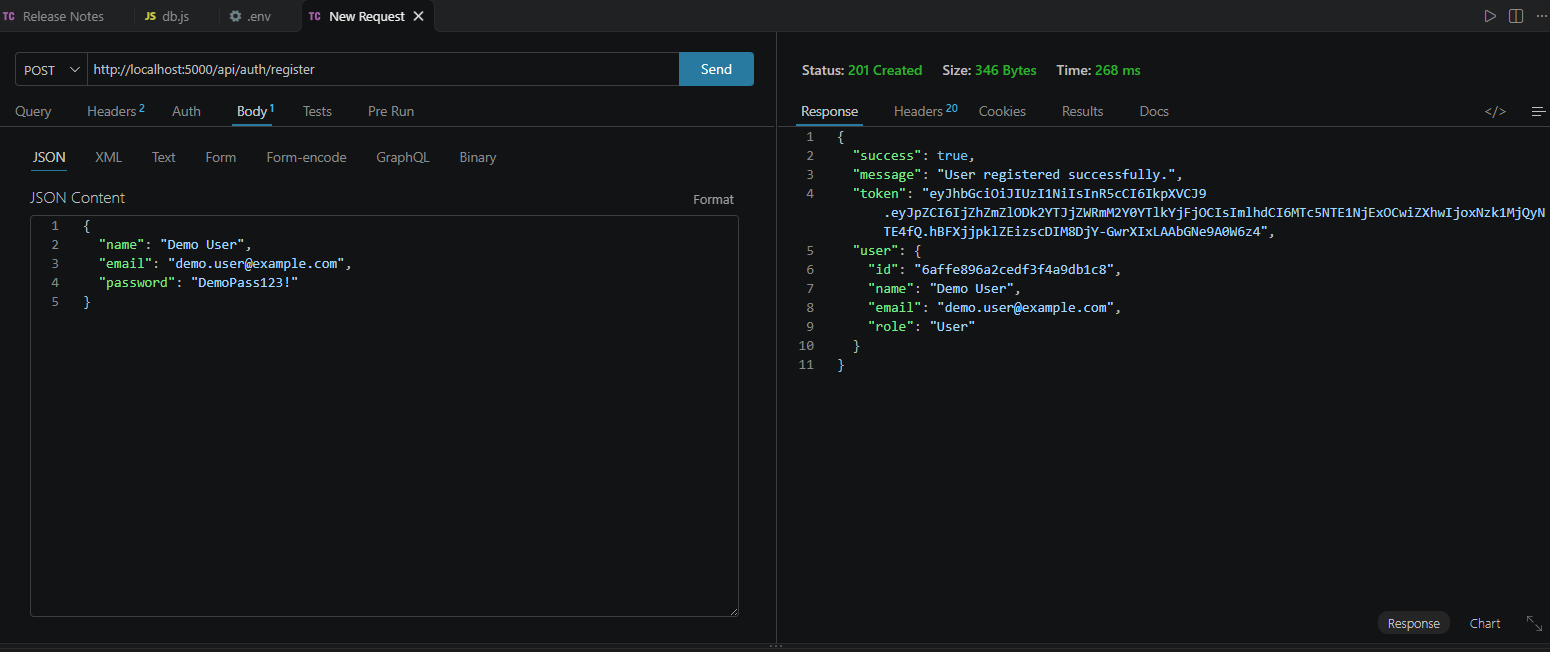 TC Release Notes
JS db.js
.env
TC New Request
POST
http://localhost:5000/api/auth/register
Send
Query
Headers 2
Auth
Body 1
Tests
Pre Run
JSON
XML
Text
Form
Form-encode
GraphQL
Binary
JSON Content
Format
1 {
2 "name": "Demo User",
3 "email": "demo.user@example.com",
4 "password": "DemoPass123!"
5 }
Status: 201 Created Size: 346 Bytes Time: 268 ms
Response
Headers 20
Cookies
Results
Docs
</>
1 {
2 "success": true,
3 "message": "User registered successfully.",
4 "token": "eyJhbGciOiJIUzI1NiIsInR5cCI6IkpXVCJ9
.eyJpZCI6IjZhZmZlODk2YTJjZWRmM2Y0YTlkYjFjOCIsImlhdCI6MTc5NTE1NjExOCwiZXhwIjoxNzk1MjQyN
TE4fQ.hBFXjjpklZEizscDIM8DjY-GwrXIxLAAbGNe9A0W6z4",
5 "user": {
6 "id": "6affe896a2cedf3f4a9db1c8",
7 "name": "Demo User",
8 "email": "demo.user@example.com",
9 "role": "User"
10 }
11 }
Response
Chart